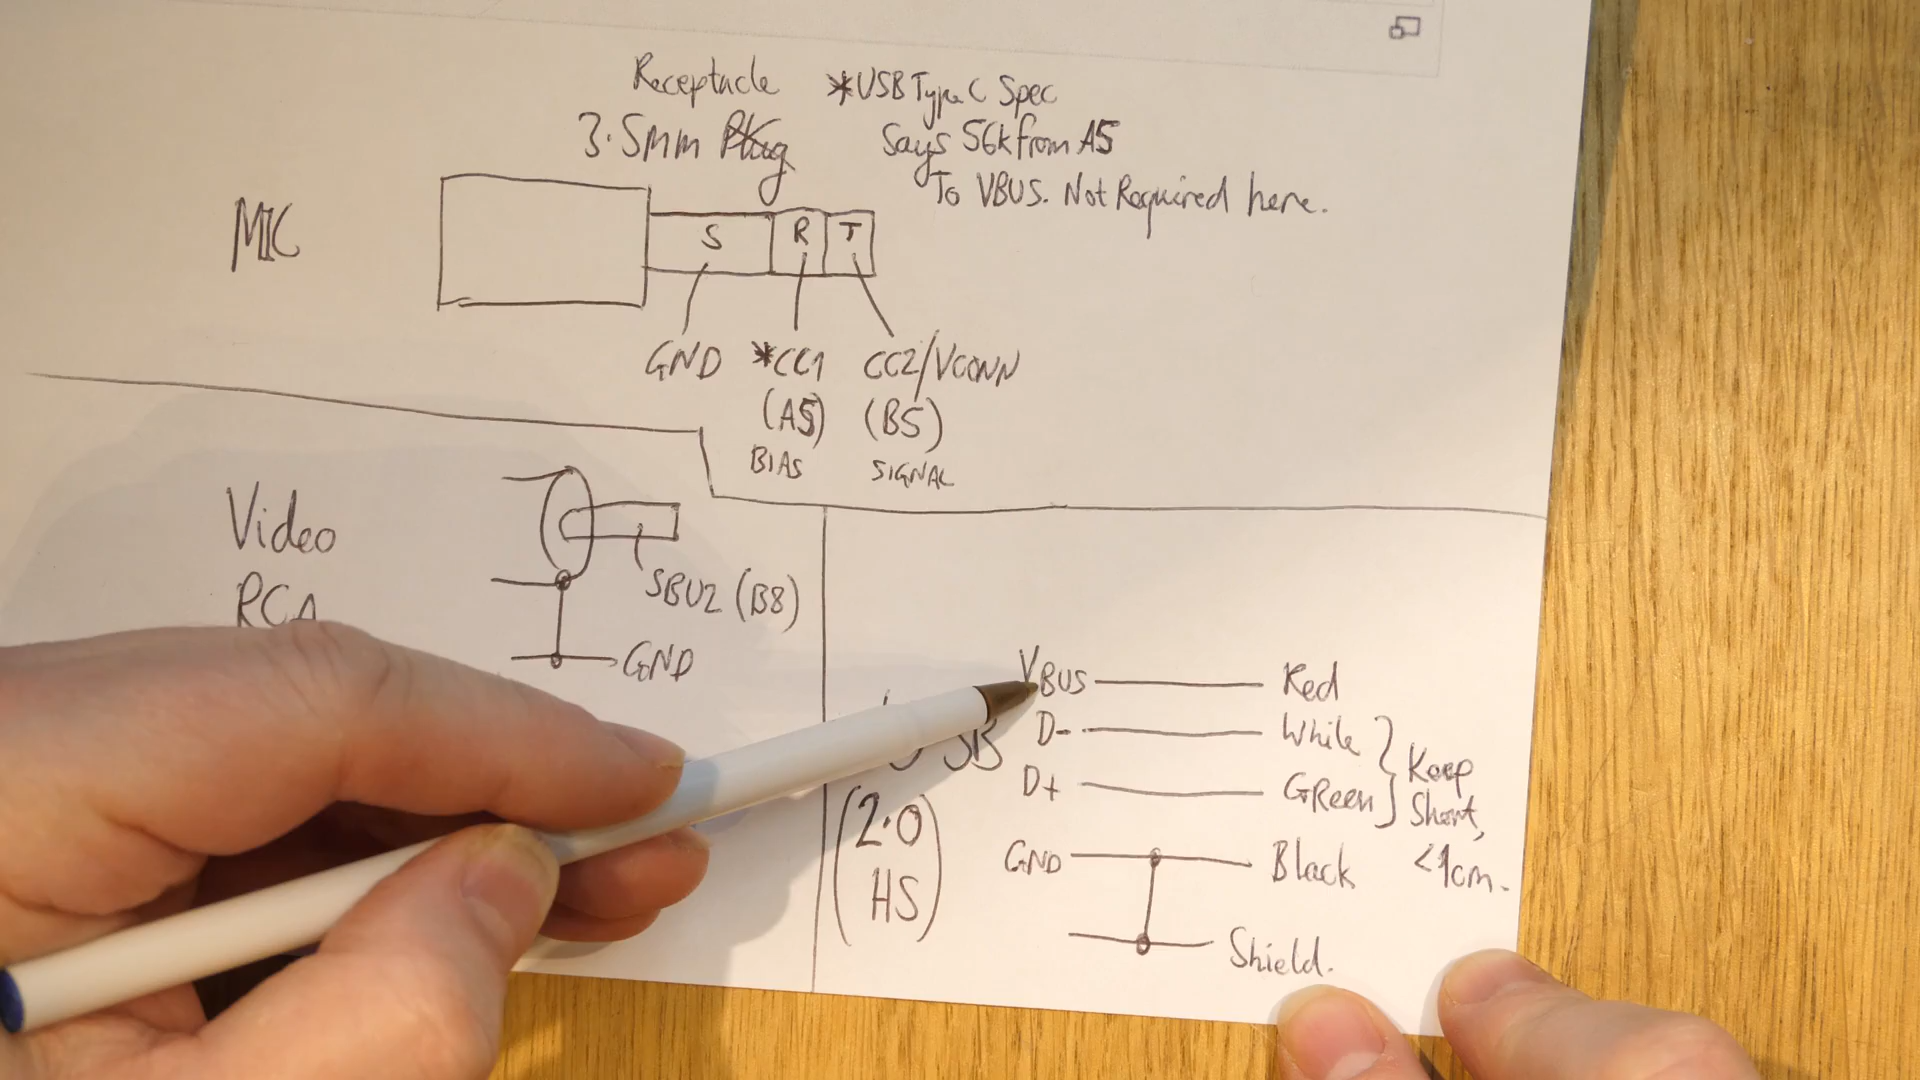 Receptacle
3.5mm Plug
*USB Type C Spec
Says 56k from A5
To VBUS. Not Required here.
MIC
S R T
GND *CC1 CC2/VCONN
(A5) (B5)
BIAS SIGNAL
Video
RCA
SBU2 (B8)
GND
USB
(2.0
HS)
VBUS Red
D- White
D+ GReen
Keep
Short,
<1cm.
GND Black
Shield.